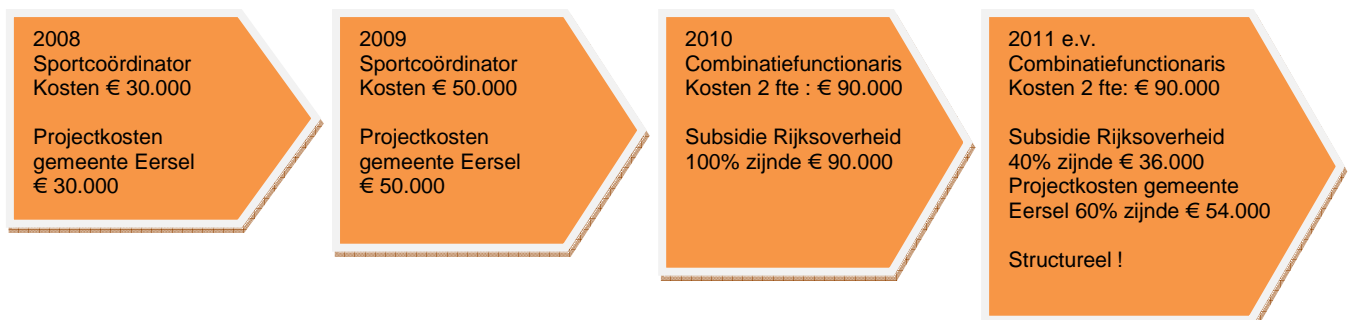 2008
Sportcoördinator
Kosten € 30.000

Projectkosten
gemeente Eersel
€ 30.000

2009
Sportcoördinator
Kosten € 50.000

Projectkosten
gemeente Eersel
€ 50.000

2010
Combinatiefunctionaris
Kosten 2 fte : € 90.000

Subsidie Rijksoverheid
100% zijnde € 90.000

2011 e.v.
Combinatiefunctionaris
Kosten 2 fte: € 90.000

Subsidie Rijksoverheid
40% zijnde € 36.000
Projectkosten gemeente
Eersel 60% zijnde € 54.000

Structureel !